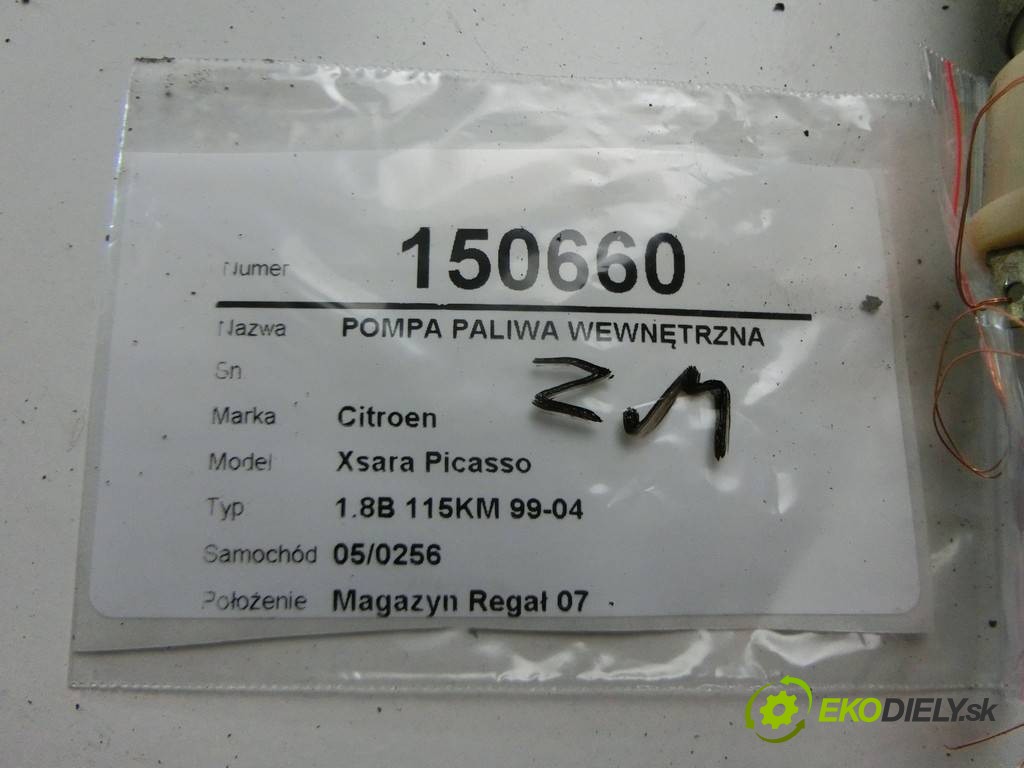 Numer 150660
Nazwa POMPA PALIWA WEWNĘTRZNA
Sn
Marka Citroen
Model Xsara Picasso
Typ 1.8B 115KM 99-04
Samochód 05/0256
Położenie Magazyn Regał 07
EKODIELY.sk